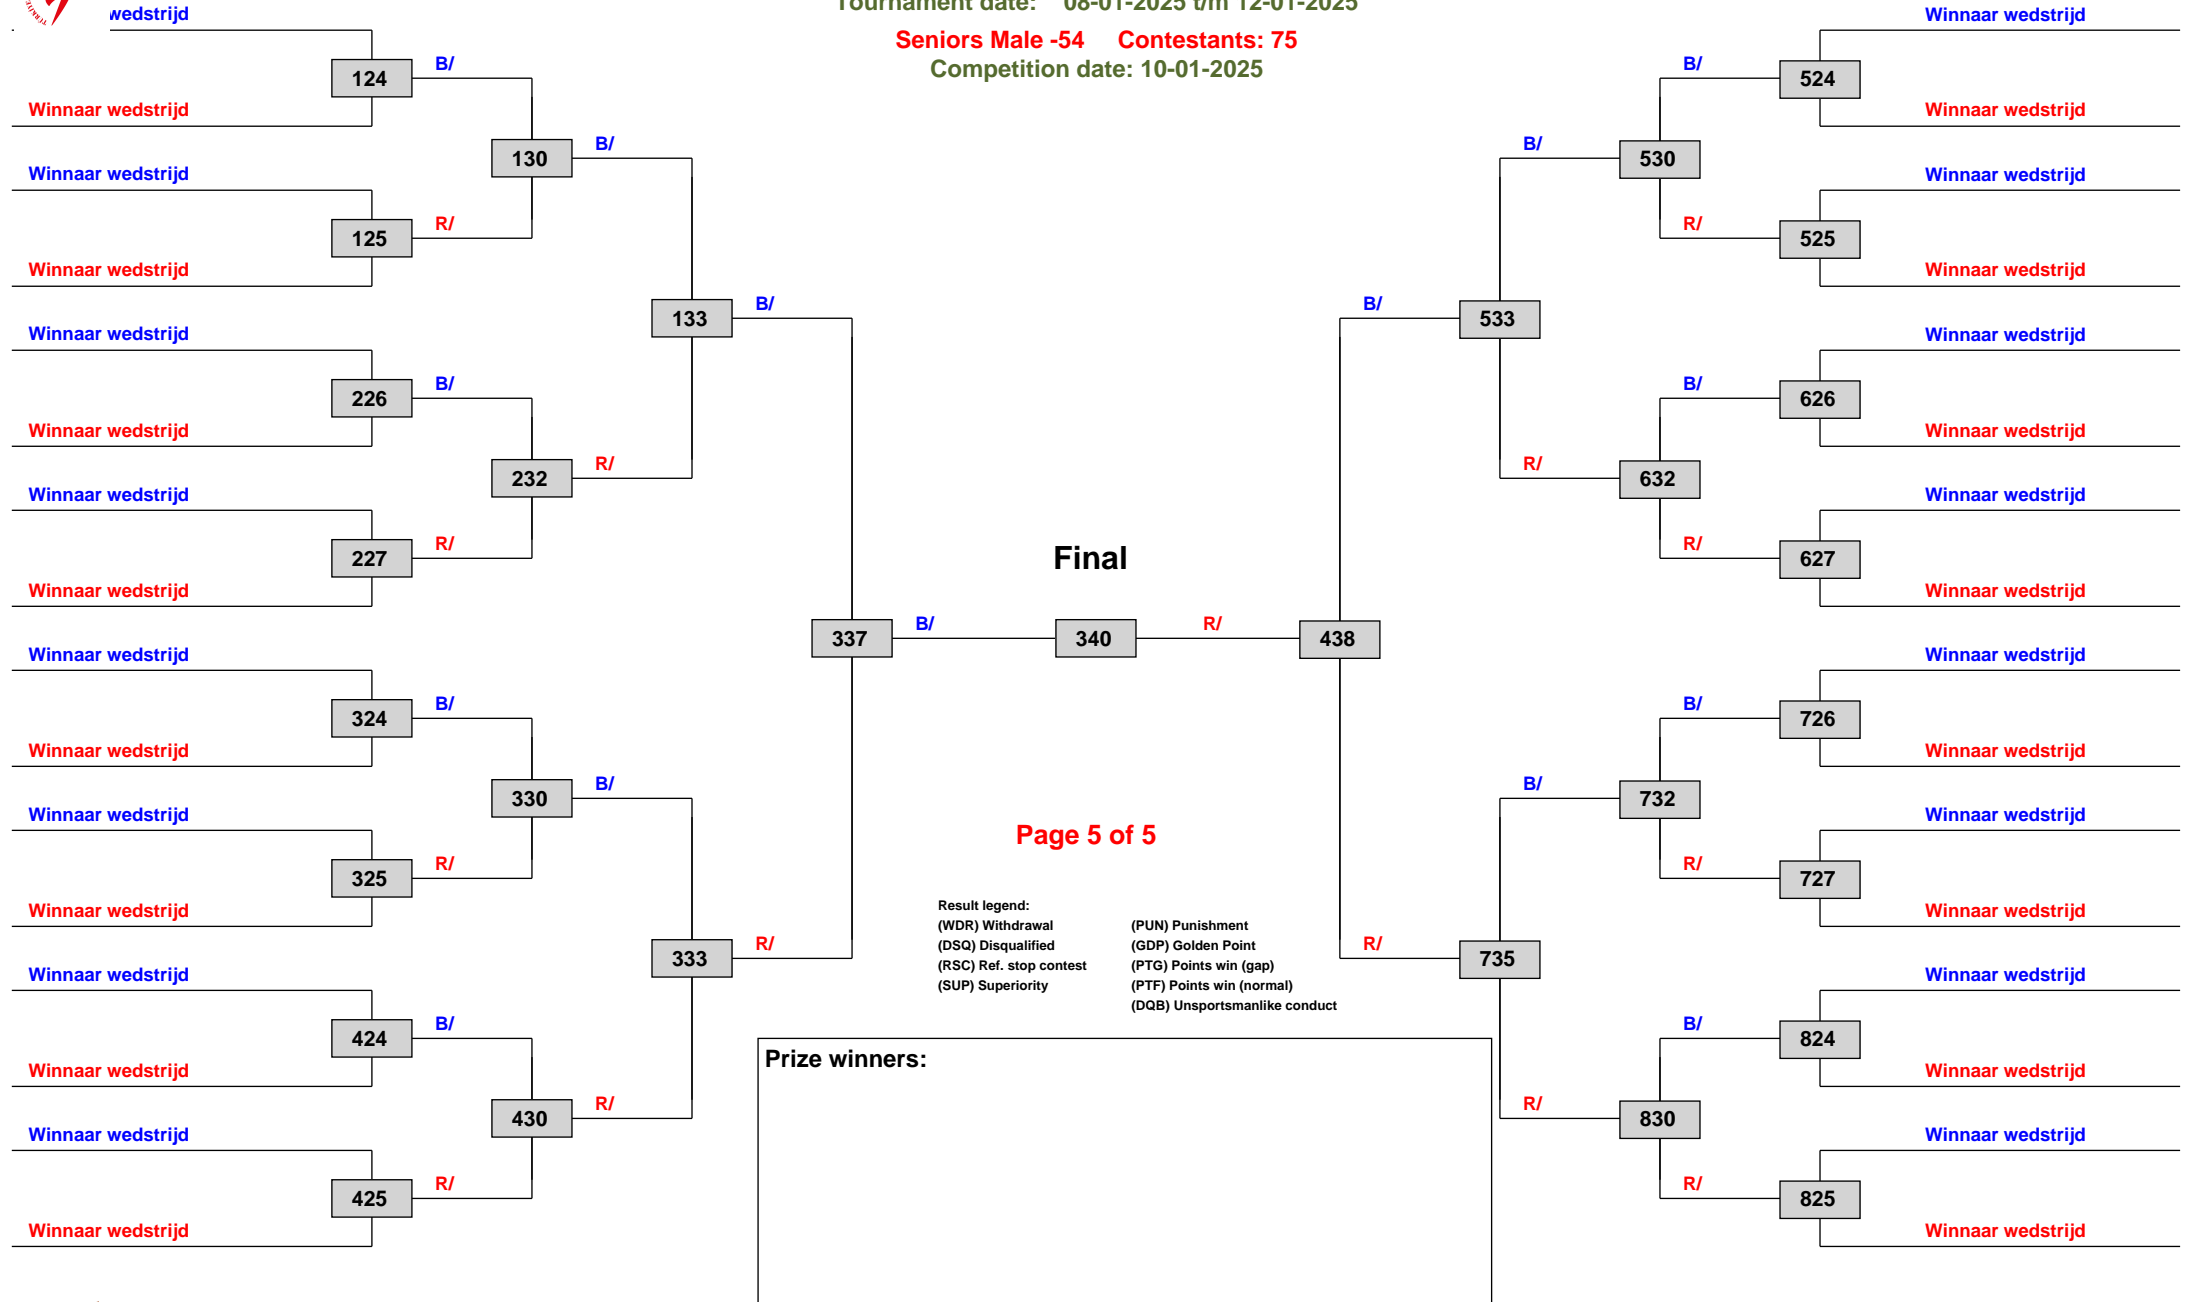 Tournament date: 08-01-2025 t/m 12-01-2025
Seniors Male -54 Contestants: 75
Competition date: 10-01-2025
wedstrijd
124
B/
Winnaar wedstrijd
130
B/
Winnaar wedstrijd
125
R/
Winnaar wedstrijd
133
B/
Winnaar wedstrijd
226
B/
Winnaar wedstrijd
232
R/
Winnaar wedstrijd
227
R/
Winnaar wedstrijd
337
B/
Winnaar wedstrijd
324
B/
Winnaar wedstrijd
330
B/
Winnaar wedstrijd
325
R/
Winnaar wedstrijd
333
R/
Winnaar wedstrijd
424
B/
Winnaar wedstrijd
430
R/
Winnaar wedstrijd
425
R/
Winnaar wedstrijd
Final
340
R/
438
Page 5 of 5
Result legend:
(WDR) Withdrawal
(DSQ) Disqualified
(RSC) Ref. stop contest
(SUP) Superiority
(PUN) Punishment
(GDP) Golden Point
(PTG) Points win (gap)
(PTF) Points win (normal)
(DQB) Unsportsmanlike conduct
Prize winners:
Winnaar wedstrijd
B/
524
Winnaar wedstrijd
B/
530
Winnaar wedstrijd
R/
525
Winnaar wedstrijd
B/
533
Winnaar wedstrijd
B/
626
Winnaar wedstrijd
R/
632
Winnaar wedstrijd
R/
627
Winnaar wedstrijd
Winnaar wedstrijd
B/
726
Winnaar wedstrijd
B/
732
Winnaar wedstrijd
R/
727
Winnaar wedstrijd
R/
735
Winnaar wedstrijd
B/
824
Winnaar wedstrijd
R/
830
Winnaar wedstrijd
R/
825
Winnaar wedstrijd